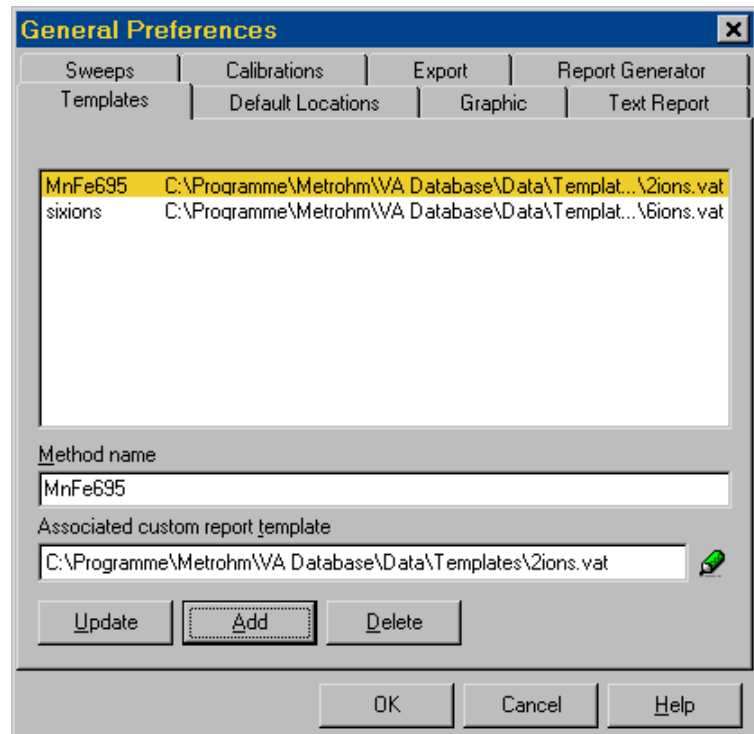 General Preferences
Sweeps Calibrations Export Report Generator
Templates Default Locations Graphic Text Report
MnFe695 C:\Programme\Metrohm\VA Database\Data\Templat...\2ions.vat
sixions C:\Programme\Metrohm\VA Database\Data\Templat...\6ions.vat
Method name
MnFe695
Associated custom report template
C:\Programme\Metrohm\VA Database\Data\Templates\2ions.vat
Update Add Delete
OK Cancel Help